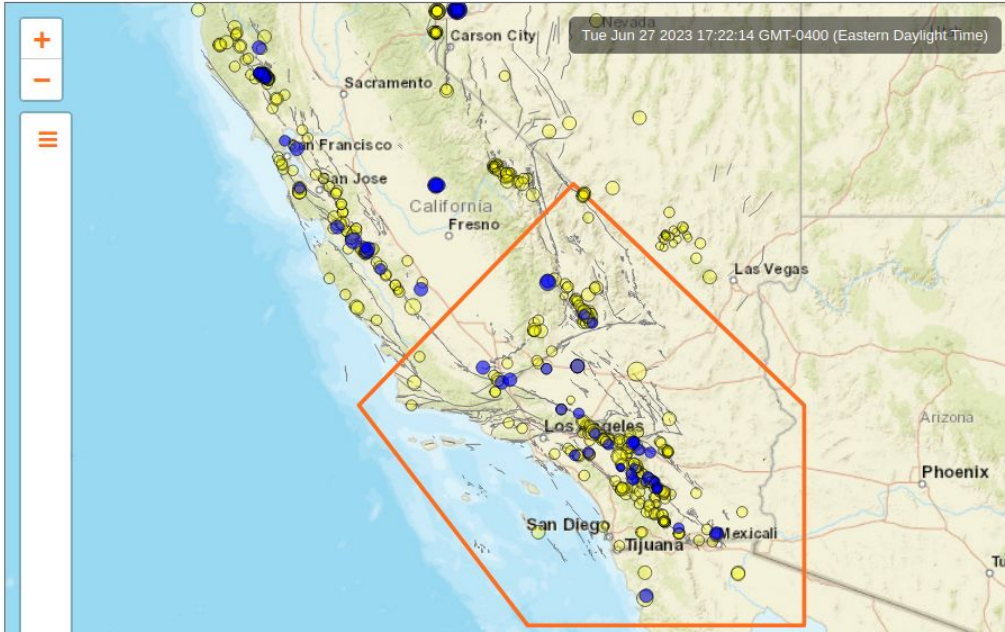 +
Nevada
Tue Jun 27 2023 17:22:14 GMT-0400 (Eastern Daylight Time)
Carson City
−
Sacramento
San Francisco
San Jose
California
Fresno
Las Vegas
Arizona
Los Angeles
Phoenix
San Diego
Mexicali
Tijuana
Tu